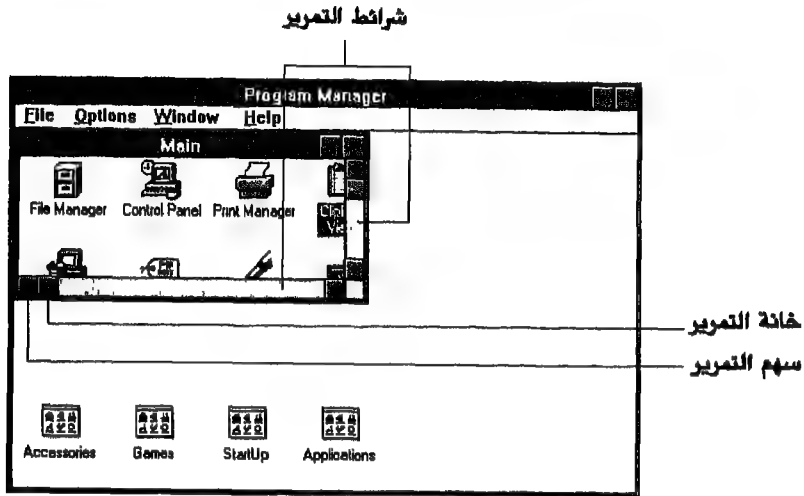 شرائط التمرير
Program Manager
File Options Window Help
Main
File Manager Control Panel Print Manager
خانة التمرير
سهم التمرير
Accessories Games StartUp Applications